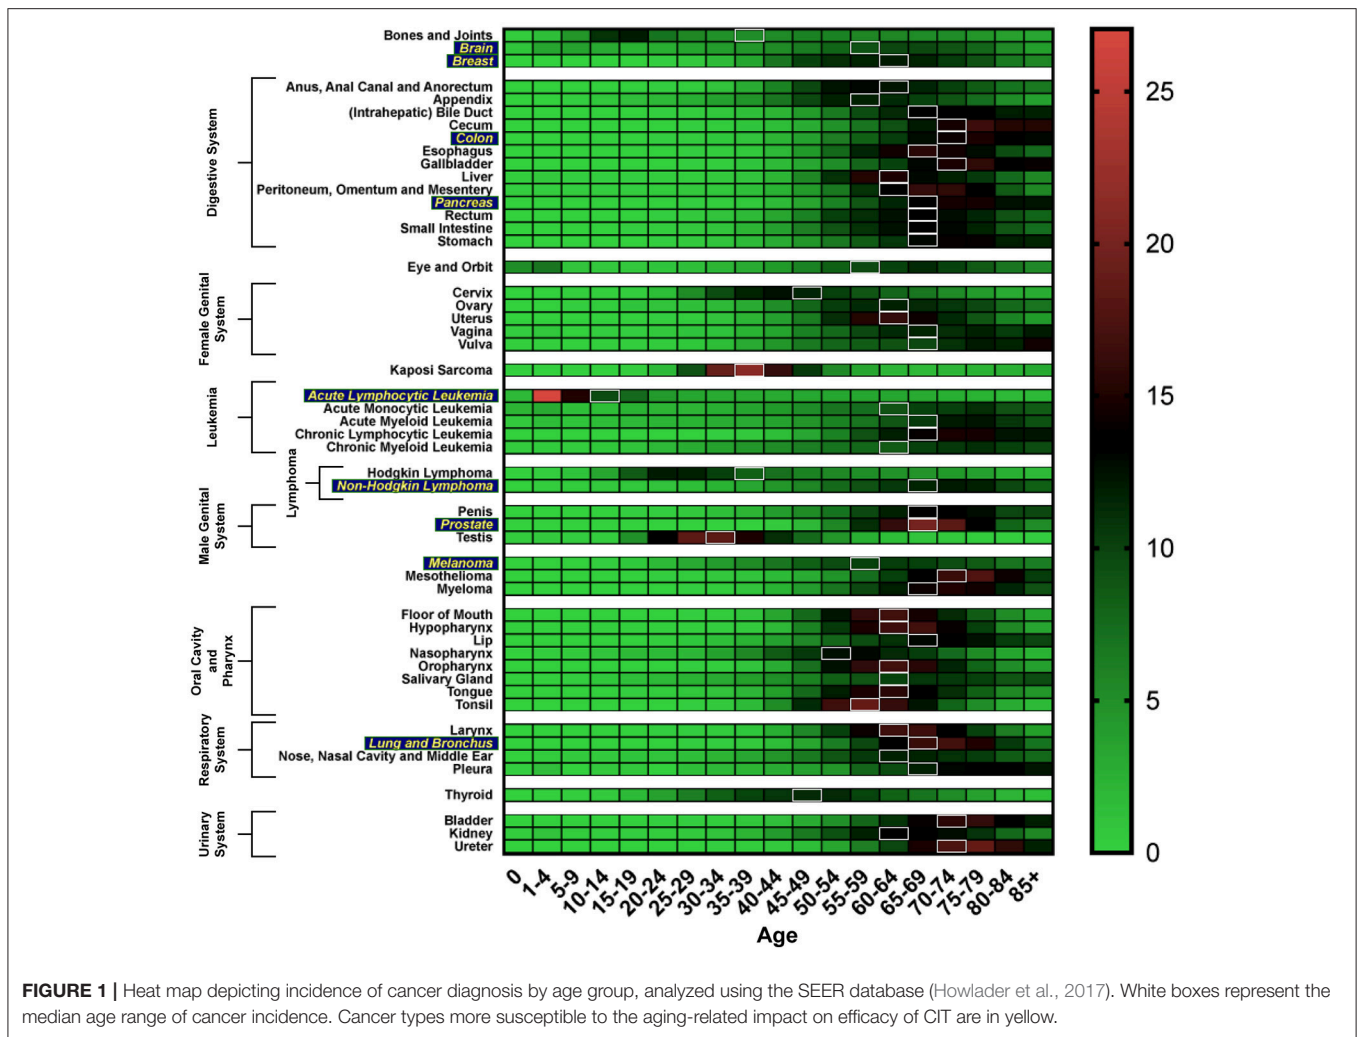 Bones and Joints
Brain
Breast
Digestive System
Anus, Anal Canal and Anorectum
Appendix
(Intrahepatic) Bile Duct
Cecum
Colon
Esophagus
Gallbladder
Liver
Peritoneum, Omentum and Mesentery
Pancreas
Rectum
Small Intestine
Stomach
Eye and Orbit
Female Genital
System
Cervix
Ovary
Uterus
Vagina
Vulva
Kaposi Sarcoma
Leukemia
Acute Lymphocytic Leukemia
Acute Monocytic Leukemia
Acute Myeloid Leukemia
Chronic Lymphocytic Leukemia
Chronic Myeloid Leukemia
Lymphoma
Hodgkin Lymphoma
Non-Hodgkin Lymphoma
Male Genital
System
Penis
Prostate
Testis
Melanoma
Mesothelioma
Myeloma
Oral Cavity
and
Pharynx
Floor of Mouth
Hypopharynx
Lip
Nasopharynx
Oropharynx
Salivary Gland
Tongue
Tonsil
Respiratory
System
Larynx
Lung and Bronchus
Nose, Nasal Cavity and Middle Ear
Pleura
Thyroid
Urinary
System
Bladder
Kidney
Ureter
0
1-4
5-9
10-14
15-19
20-24
25-29
30-34
35-39
40-44
45-49
50-54
55-59
60-64
65-69
70-74
75-79
80-84
85+
Age
25
20
15
10
5
0
FIGURE 1 | Heat map depicting incidence of cancer diagnosis by age group, analyzed using the SEER database (Howlader et al., 2017). White boxes represent the
median age range of cancer incidence. Cancer types more susceptible to the aging-related impact on efficacy of CIT are in yellow.